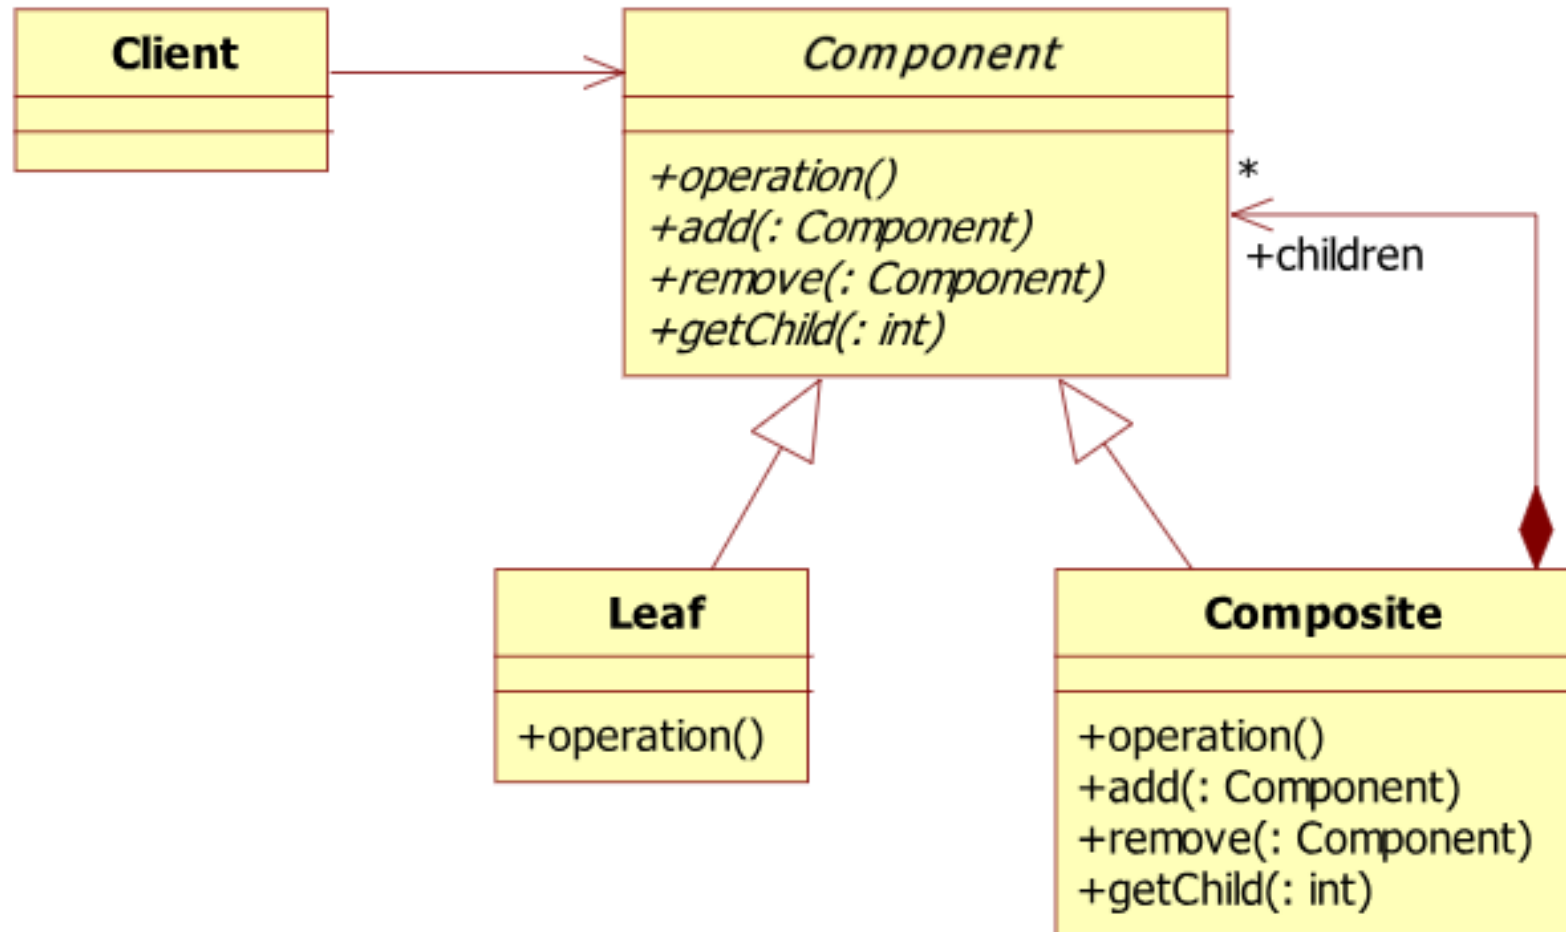 Client
Component
+operation()
+add(: Component)
+remove(: Component)
+getChild(: int)
*
+children
Leaf
+operation()
Composite
+operation()
+add(: Component)
+remove(: Component)
+getChild(: int)